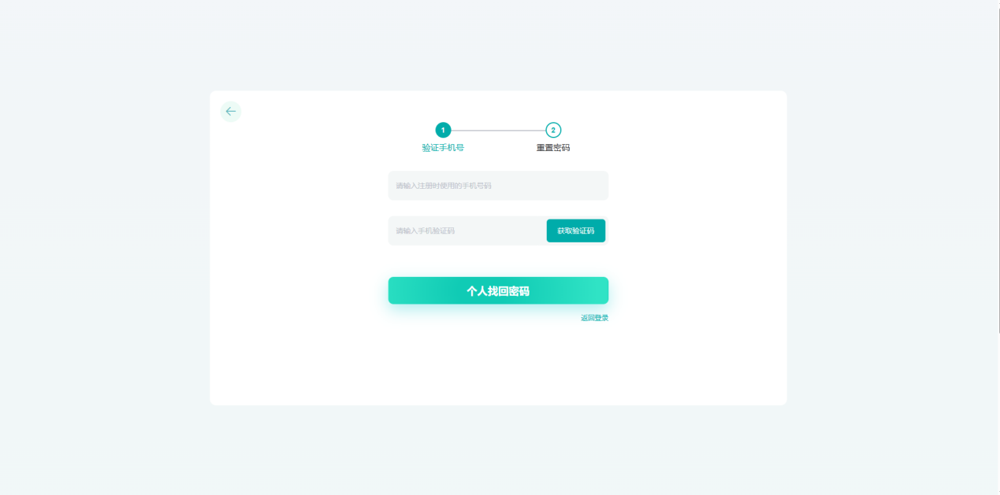 1
2
验证手机号
重置密码
请输入注册时使用的手机号码
请输入手机验证码
获取验证码
个人找回密码
返回登录